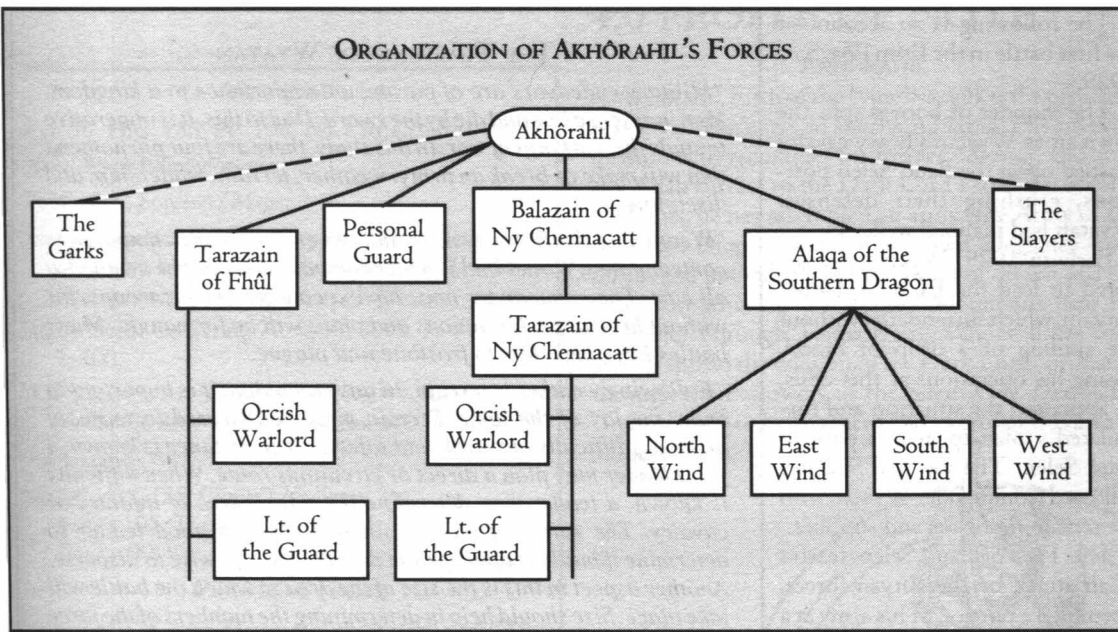 ORGANIZATION OF AKHÔRAHIL'S FORCES
Akhôrahil
The
Garks
Tarazain
of Fhûl
Personal
Guard
Balazain of
Ny Chennacatt
Alaqa of the
Southern Dragon
The
Slayers
Tarazain of
Ny Chennacatt
Orcish
Warlord
Orcish
Warlord
North
Wind
East
Wind
South
Wind
West
Wind
Lt. of
the Guard
Lt. of
the Guard